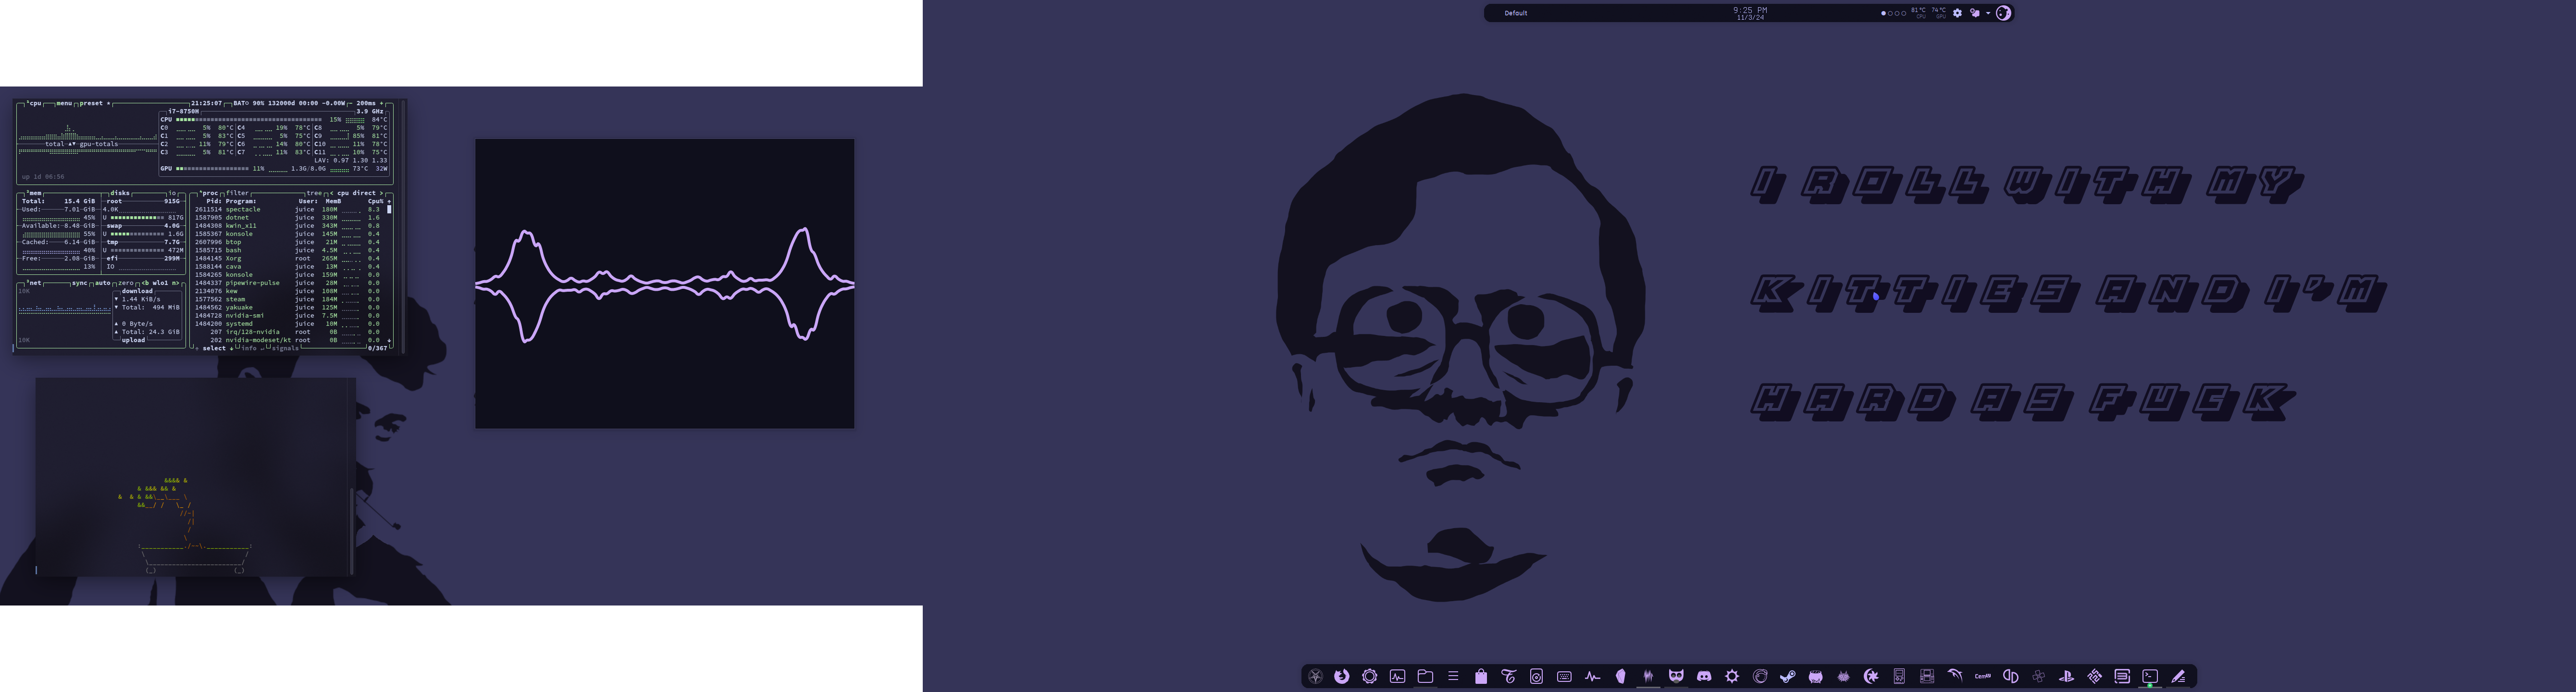 Default
9:25 PM
11/3/24
81°C CPU 74°C GPU
¹cpu menu preset * 21:25:07 BAT 90% 132000d 00:00 -0.00W - 200ms +
i7-8750H 3.9 GHz
CPU 15% 84°C
C0 5% 80°C C4 19% 78°C C8 5% 79°C
C1 5% 83°C C5 5% 75°C C9 85% 81°C
C2 11% 79°C C6 14% 80°C C10 11% 78°C
C3 5% 81°C C7 11% 83°C C11 10% 75°C
total ▲▼ gpu-totals
LAV: 0.97 1.30 1.33
GPU 11% 1.3G/8.0G 73°C 32W
up 1d 06:56
²mem disks io
Total: 15.4 GiB root 915G
Used: 7.01 GiB 4.0K
45% U 817G
Available: 8.48 GiB swap 4.0G
55% U 1.6G
Cached: 6.14 GiB tmp 7.7G
40% U 472M
Free: 2.08 GiB efi 299M
13% IO
³net sync auto zero <b wlo1 n>
10K download
▼ 1.44 KiB/s
▼ Total: 494 MiB
▲ 0 Byte/s
▲ Total: 24.3 GiB
10K upload
⁴proc filter tree < cpu direct >
Pid: Program: User: MemB Cpu% ↑
2611514 spectacle juice 180M 8.3
1587905 dotnet juice 330M 1.6
1484308 kwin_x11 juice 343M 0.8
1585367 konsole juice 145M 0.4
2607996 btop juice 21M 0.4
1585715 bash juice 4.5M 0.4
1484145 Xorg root 265M 0.4
1588144 cava juice 13M 0.4
1584265 konsole juice 159M 0.0
1484337 pipewire-pulse juice 28M 0.0
2134076 kew juice 108M 0.0
1577562 steam juice 184M 0.0
1484562 yakuake juice 125M 0.0
1484728 nvidia-smi juice 7.5M 0.0
1484200 systemd juice 10M 0.0
207 irq/128-nvidia root 0B 0.0
202 nvidia-modeset/kt root 0B 0.0 ↓
↑ select ↓ info ↵ signals 0/367
I ROLL WITH MY
KITTIES AND I'M
HARD AS FUCK
Cemu